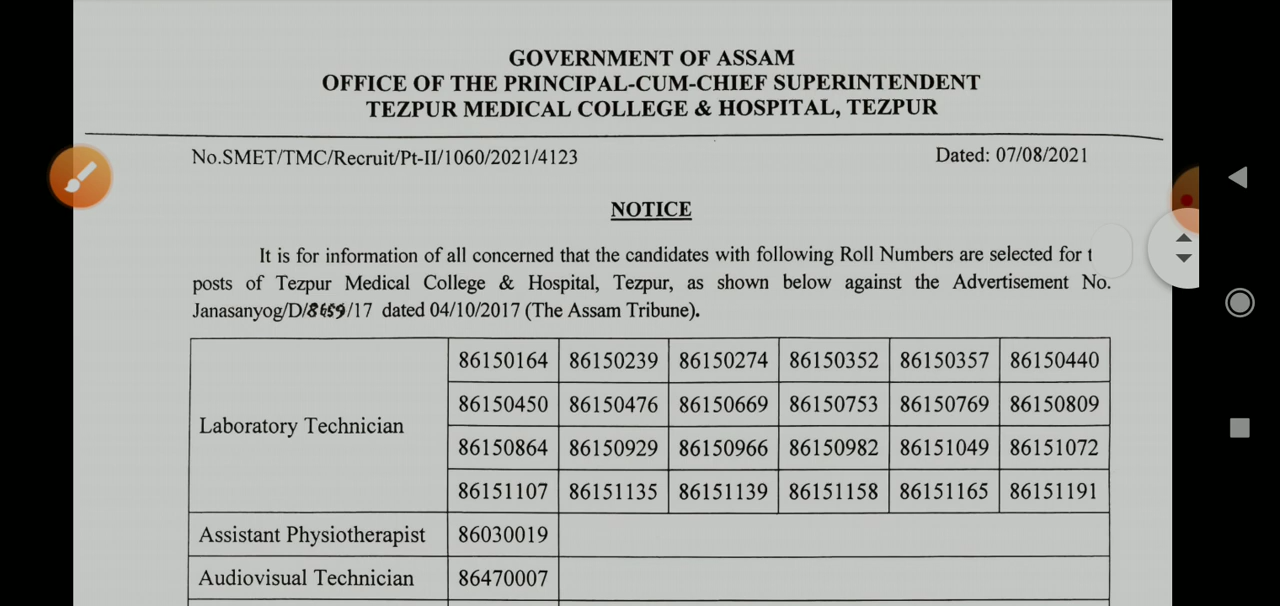 GOVERNMENT OF ASSAM
OFFICE OF THE PRINCIPAL-CUM-CHIEF SUPERINTENDENT
TEZPUR MEDICAL COLLEGE & HOSPITAL, TEZPUR
No.SMET/TMC/Recruit/Pt-II/1060/2021/4123 Dated: 07/08/2021
NOTICE
It is for information of all concerned that the candidates with following Roll Numbers are selected for
posts of Tezpur Medical College & Hospital, Tezpur, as shown below against the Advertisement No.
Janasanyog/D/8659/17 dated 04/10/2017 (The Assam Tribune).
86150164 86150239 86150274 86150352 86150357 86150440
86150450 86150476 86150669 86150753 86150769 86150809
Laboratory Technician
86150864 86150929 86150966 86150982 86151049 86151072
86151107 86151135 86151139 86151158 86151165 86151191
Assistant Physiotherapist 86030019
Audiovisual Technician 86470007